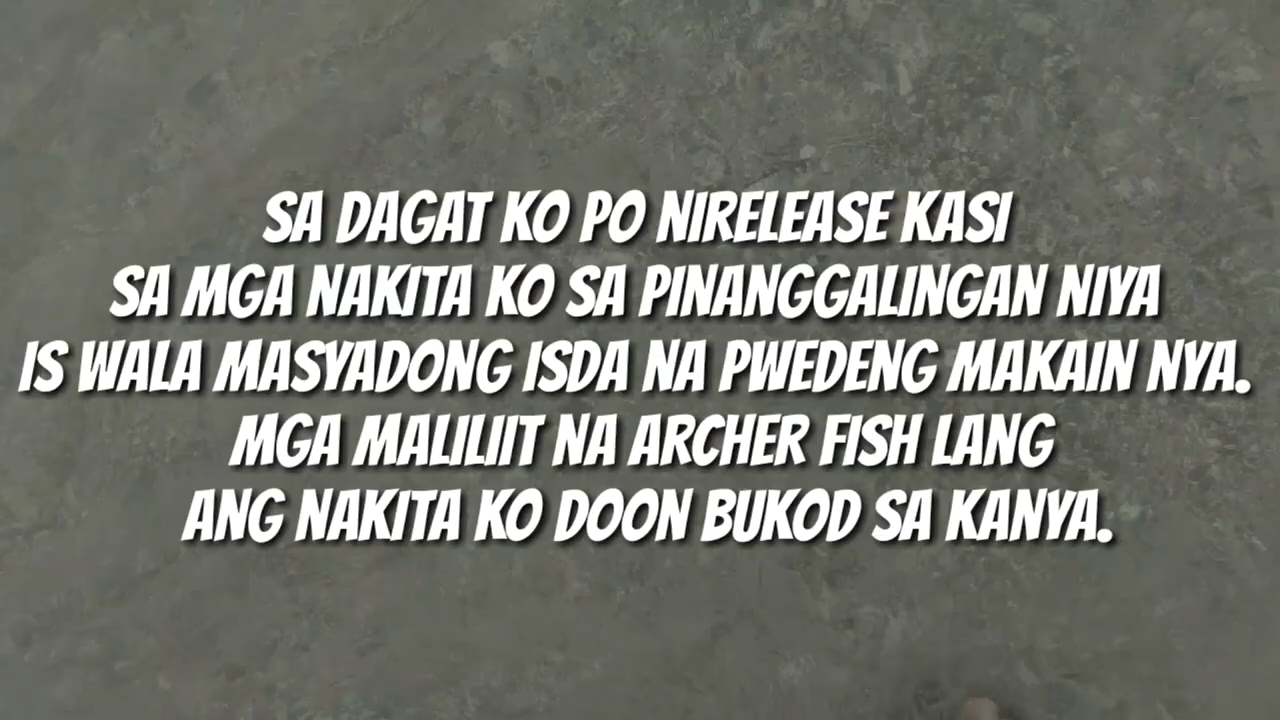 SA DAGAT KO PO NIRELEASE KASI
SA MGA NAKITA KO SA PINANGGALINGAN NIYA
IS WALA MASYADONG ISDA NA PWEDENG MAKAIN NYA.
MGA MALILIIT NA ARCHER FISH LANG
ANG NAKITA KO DOON BUKOD SA KANYA.